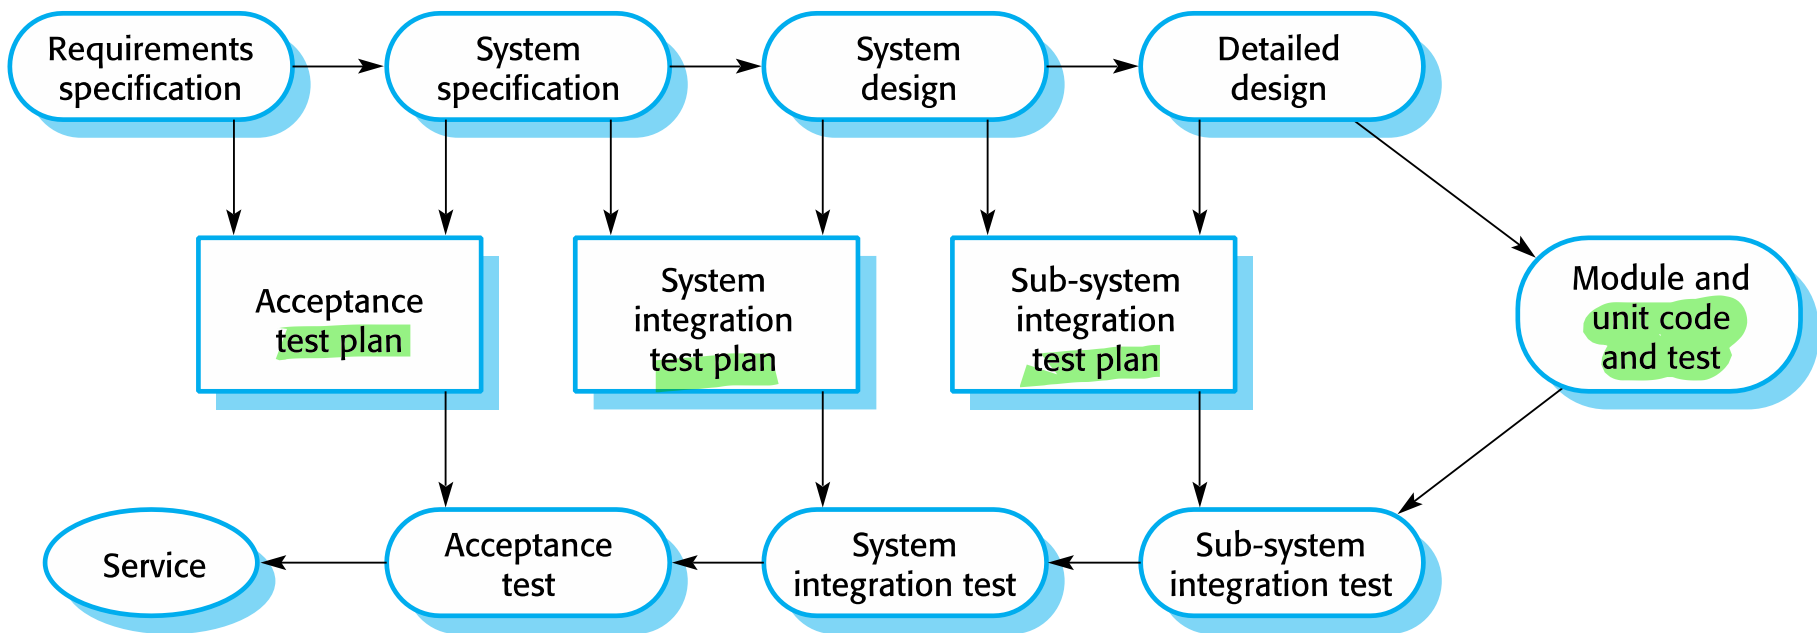 Requirements
specification
System
specification
System
design
Detailed
design
Acceptance
test plan
System
integration
test plan
Sub-system
integration
test plan
Module and
unit code
and test
Service
Acceptance
test
System
integration test
Sub-system
integration test